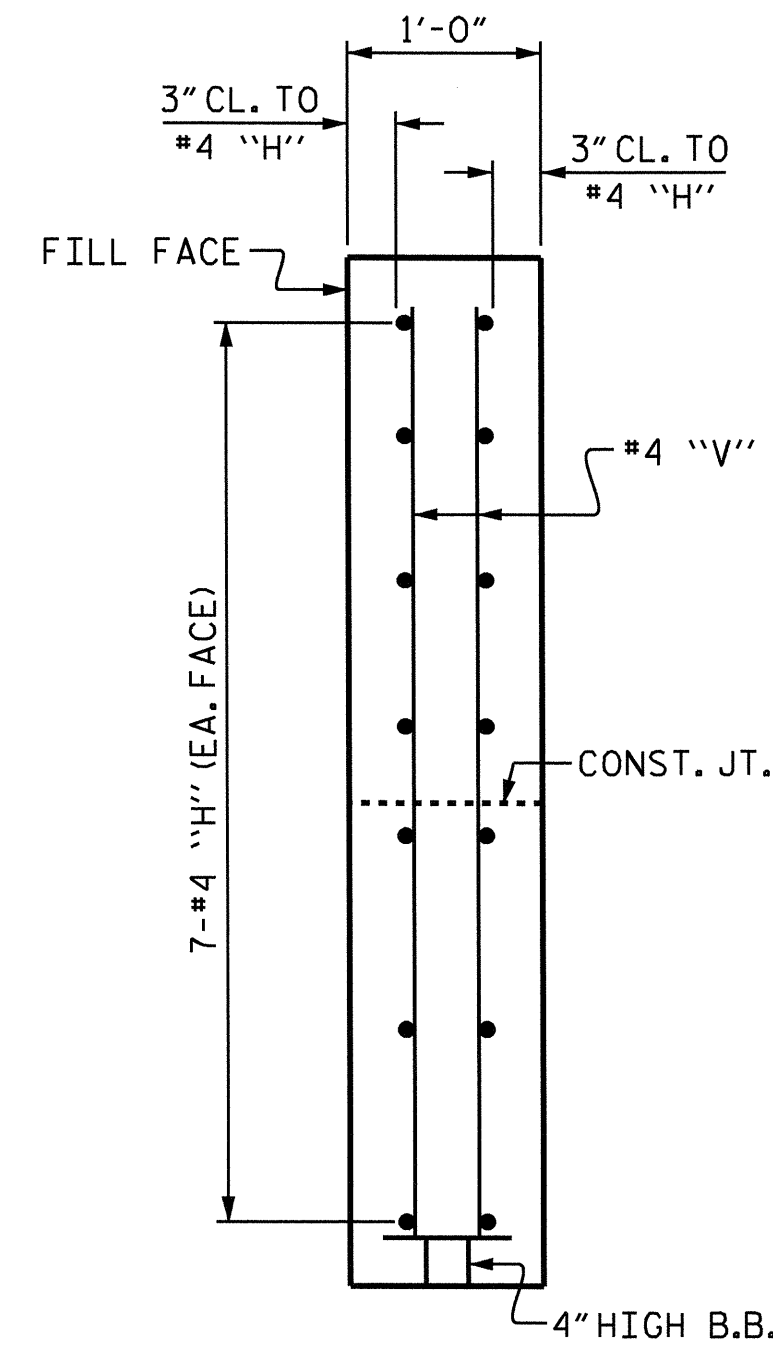 1'-0"
3" CL. TO
#4 "H"
3" CL. TO
#4 "H"
FILL FACE
#4 "V"
7-#4 "H" (EA. FACE)
CONST. JT.
4" HIGH B.B.